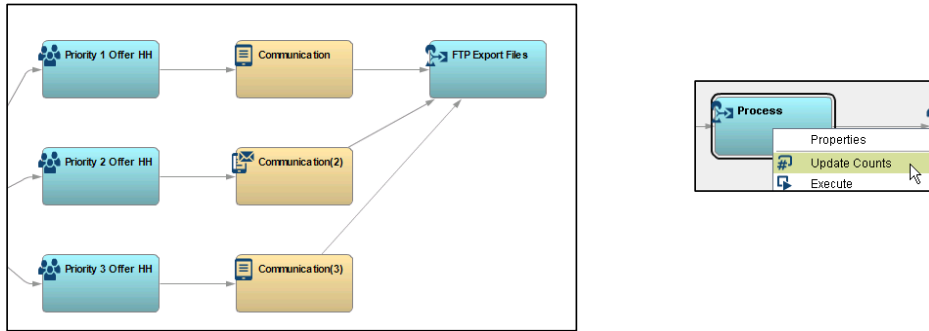 Priority 1 Offer HH
Communication
FTP Export Files
Priority 2 Offer HH
Communication(2)
Priority 3 Offer HH
Communication(3)
Process
Properties
Update Counts
Execute